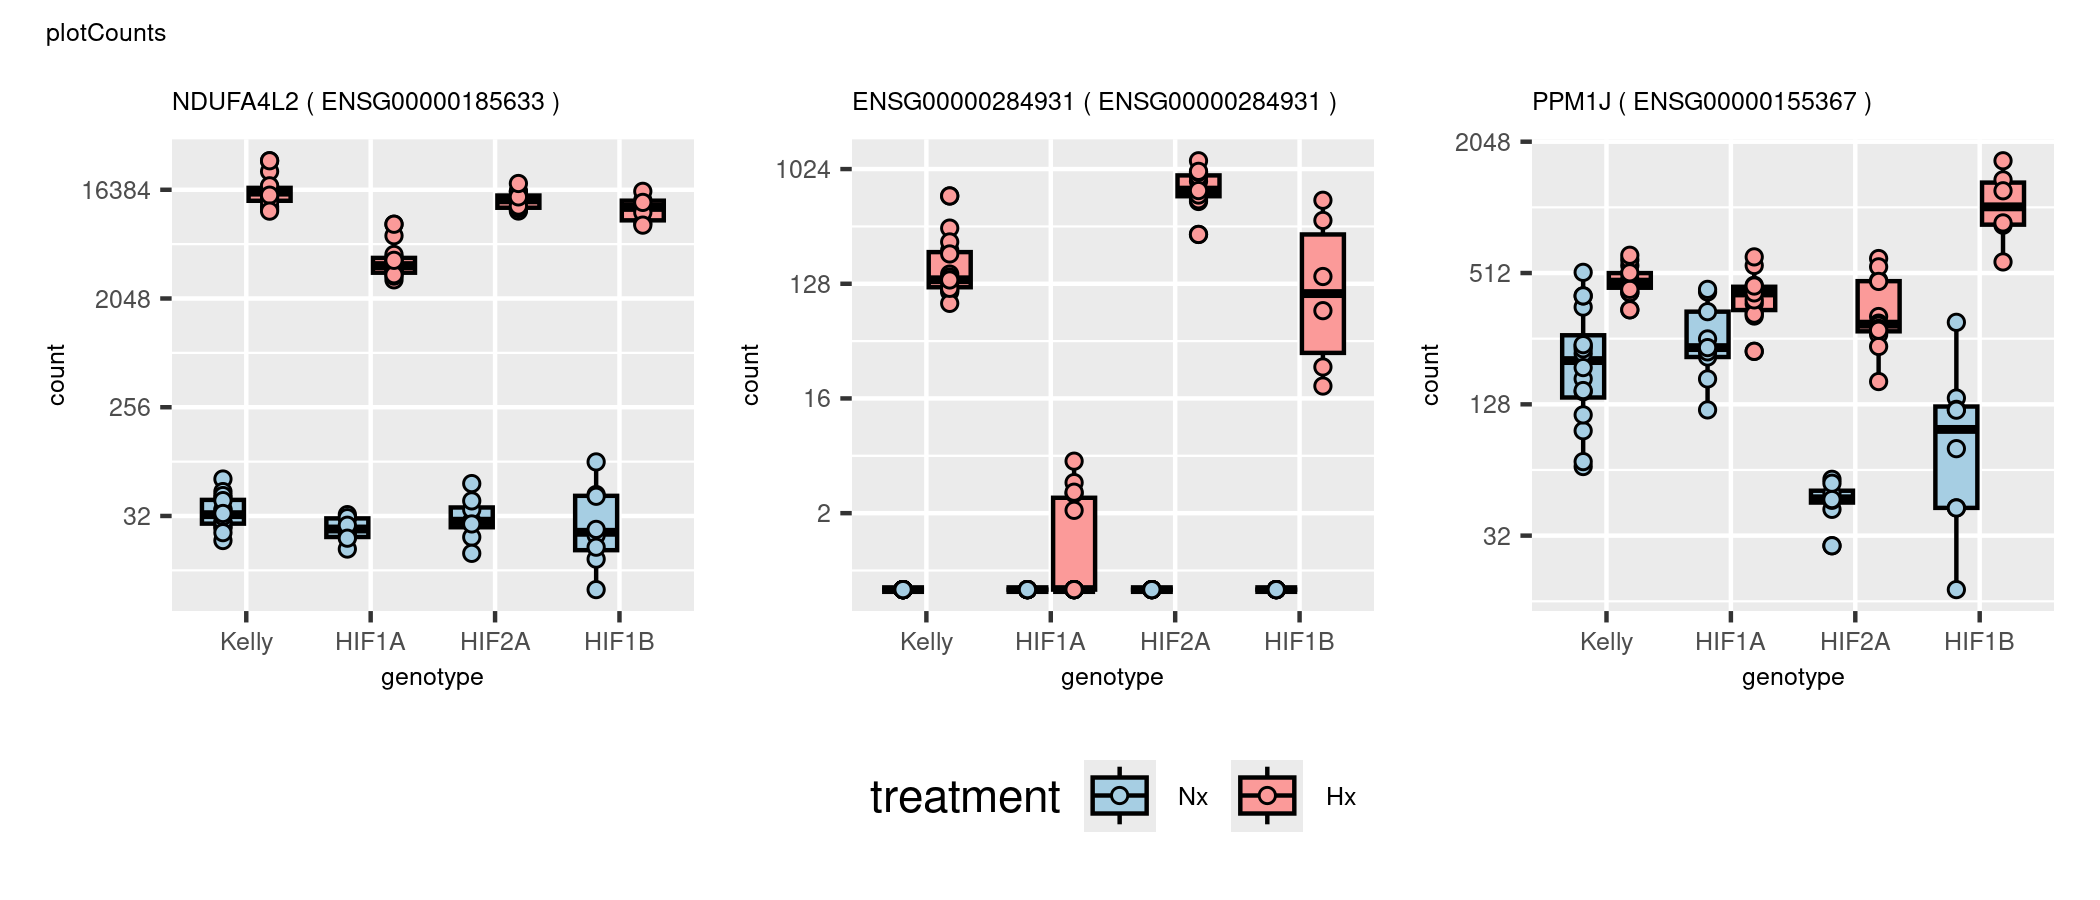 plotCounts
NDUFA4L2 ( ENSG00000185633 )
16384
2048
256
32
count
Kelly HIF1A HIF2A HIF1B
genotype
ENSG00000284931 ( ENSG00000284931 )
1024
128
16
2
count
Kelly HIF1A HIF2A HIF1B
genotype
PPM1J ( ENSG00000155367 )
2048
512
128
32
count
Kelly HIF1A HIF2A HIF1B
genotype
treatment Nx Hx